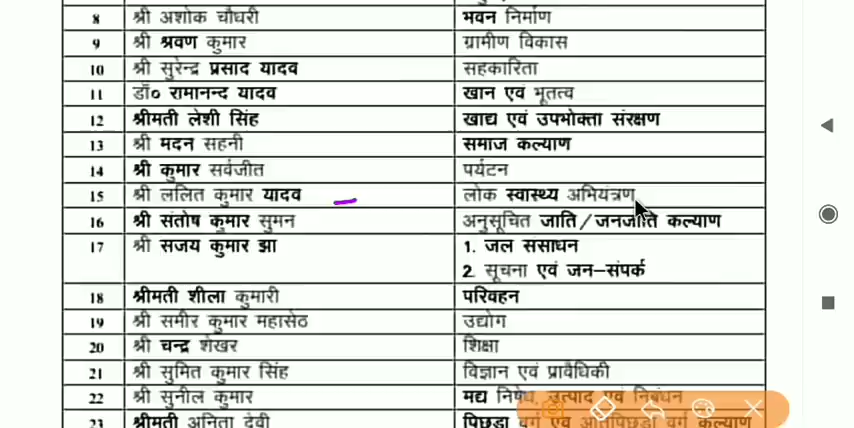 8 श्री अशोक चौधरी भवन निर्माण
9 श्री श्रवण कुमार ग्रामीण विकास
10 श्री सुरेन्द्र प्रसाद यादव सहकारिता
11 डॉ० रामानन्द यादव खान एवं भूतत्व
12 श्रीमती लेशी सिंह खाद्य एवं उपभोक्ता संरक्षण
13 श्री मदन सहनी समाज कल्याण
14 श्री कुमार सर्वजीत पर्यटन
15 श्री ललित कुमार यादव लोक स्वास्थ्य अभियंत्रण
16 श्री संतोष कुमार सुमन अनुसूचित जाति/जनजाति कल्याण
17 श्री सजय कुमार झा 1. जल संसाधन
2. सूचना एवं जन-संपर्क
18 श्रीमती शीला कुमारी परिवहन
19 श्री समीर कुमार महासेठ उद्योग
20 श्री चन्द्र शेखर शिक्षा
21 श्री सुमित कुमार सिंह विज्ञान एवं प्रावैधिकी
22 श्री सुनील कुमार मद्य निषेध, उत्पाद एवं निबंधन
23 श्रीमती अनिता देवी पिछड़ा वर्ग एवं अतिपिछड़ा वर्ग कल्याण